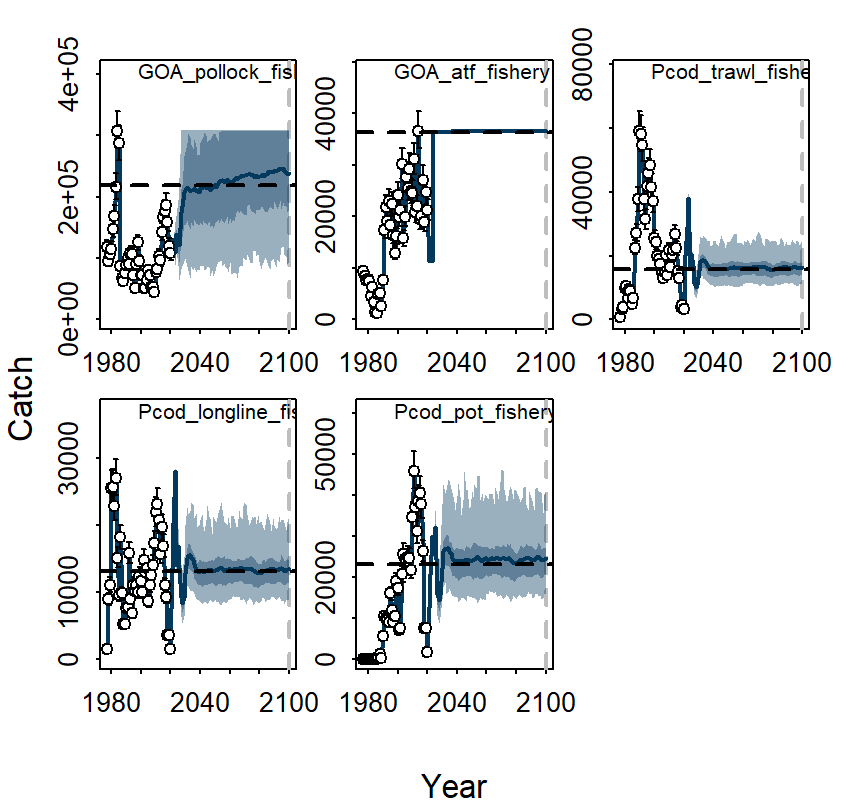 GOA_pollock_fis
GOA_atf_fishery
Pcod_trawl_fishe
0e+00 2e+05 4e+05
0 20000 40000
0 40000 80000
1980 2040 2100
1980 2040 2100
1980 2040 2100
Catch
Pcod_longline_fis
Pcod_pot_fishery
0 10000 30000
0 20000 50000
1980 2040 2100
1980 2040 2100
Year